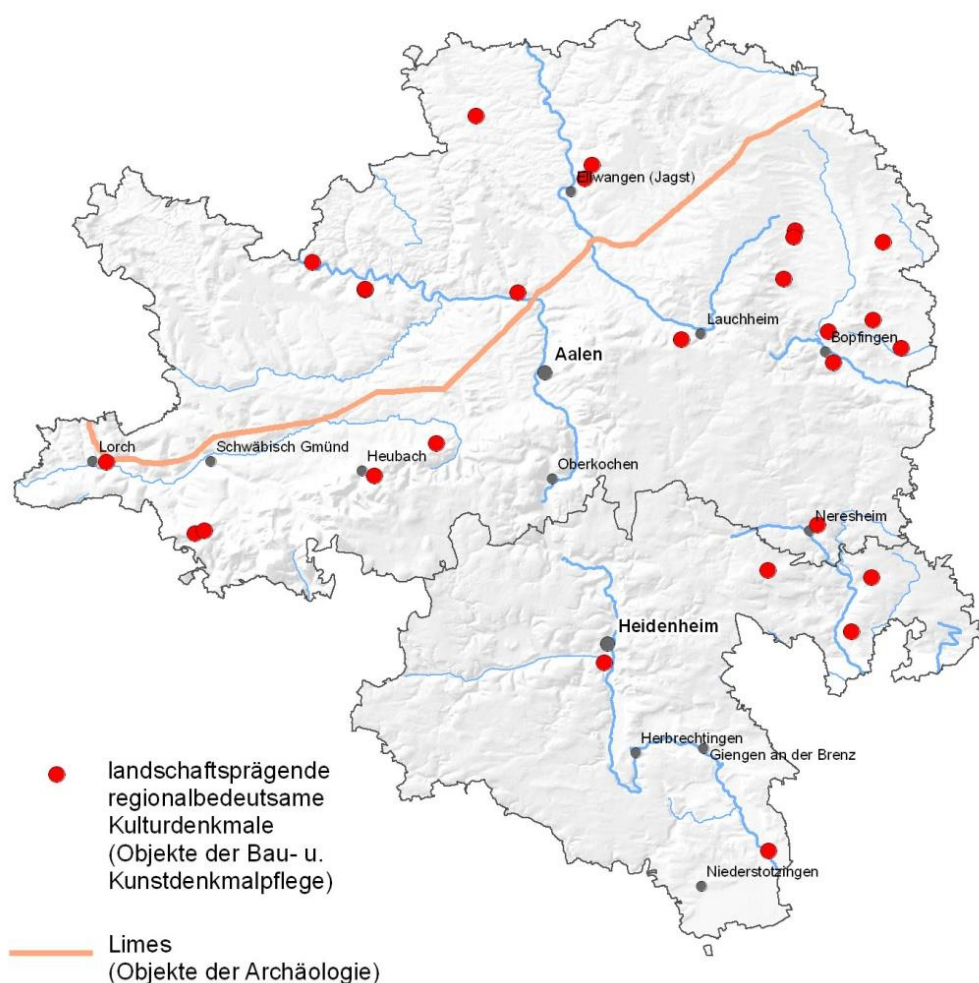 Ellwangen (Jagst)
Lauchheim
Bopfingen
Aalen
Lorch
Schwäbisch Gmünd
Heubach
Oberkochen
Neresheim
Heidenheim
Herbrechtingen
Giengen an der Brenz
Niederstotzingen
landschaftsprägende
regionalbedeutsame
Kulturdenkmale
(Objekte der Bau- u.
Kunstdenkmalpflege)
Limes
(Objekte der Archäologie)